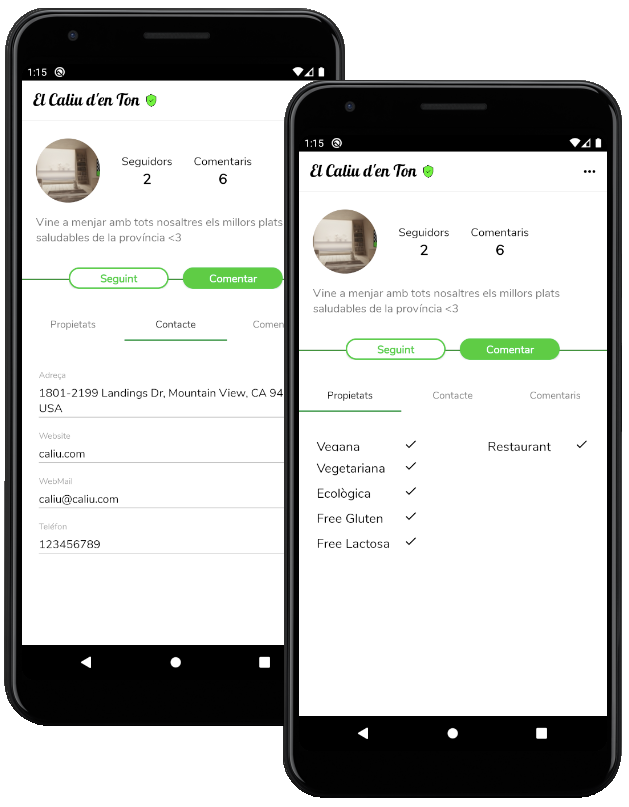 1:15
El Caliu d'en Ton
Seguidors
Comentaris
2
6
Vine a menjar amb tots nosaltres els millors plats
saludables de la província <3
Seguint
Comentar
Propietats
Contacte
Comen
Adreça
1801-2199 Landings Dr, Mountain View, CA 94
USA
Website
caliu.com
WebMail
caliu@caliu.com
Telèfon
123456789
1:15
El Caliu d'en Ton
Seguidors
Comentaris
2
6
Vine a menjar amb tots nosaltres els millors plats
saludables de la província <3
Seguint
Comentar
Propietats
Contacte
Comentaris
Vegana
Restaurant
Vegetariana
Ecològica
Free Gluten
Free Lactosa